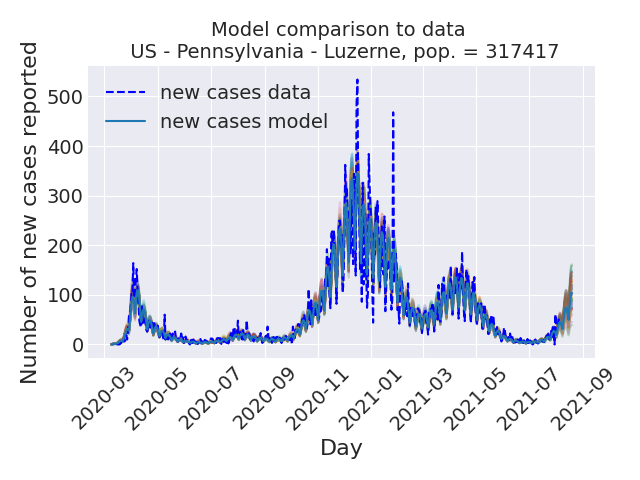 Model comparison to data
US - Pennsylvania - Luzerne, pop. = 317417
Number of new cases reported
500
400
300
200
100
0
new cases data
new cases model
2020-03
2020-05
2020-07
2020-09
2020-11
2021-01
2021-03
2021-05
2021-07
2021-09
Day